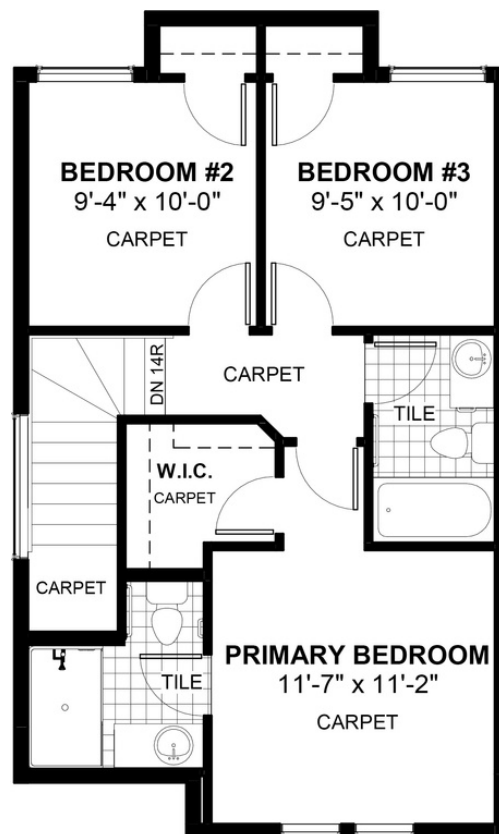 BEDROOM #2
9'-4" x 10'-0"
CARPET
BEDROOM #3
9'-5" x 10'-0"
CARPET
DN 14R
CARPET
TILE
W.I.C.
CARPET
CARPET
TILE
PRIMARY BEDROOM
11'-7" x 11'-2"
CARPET